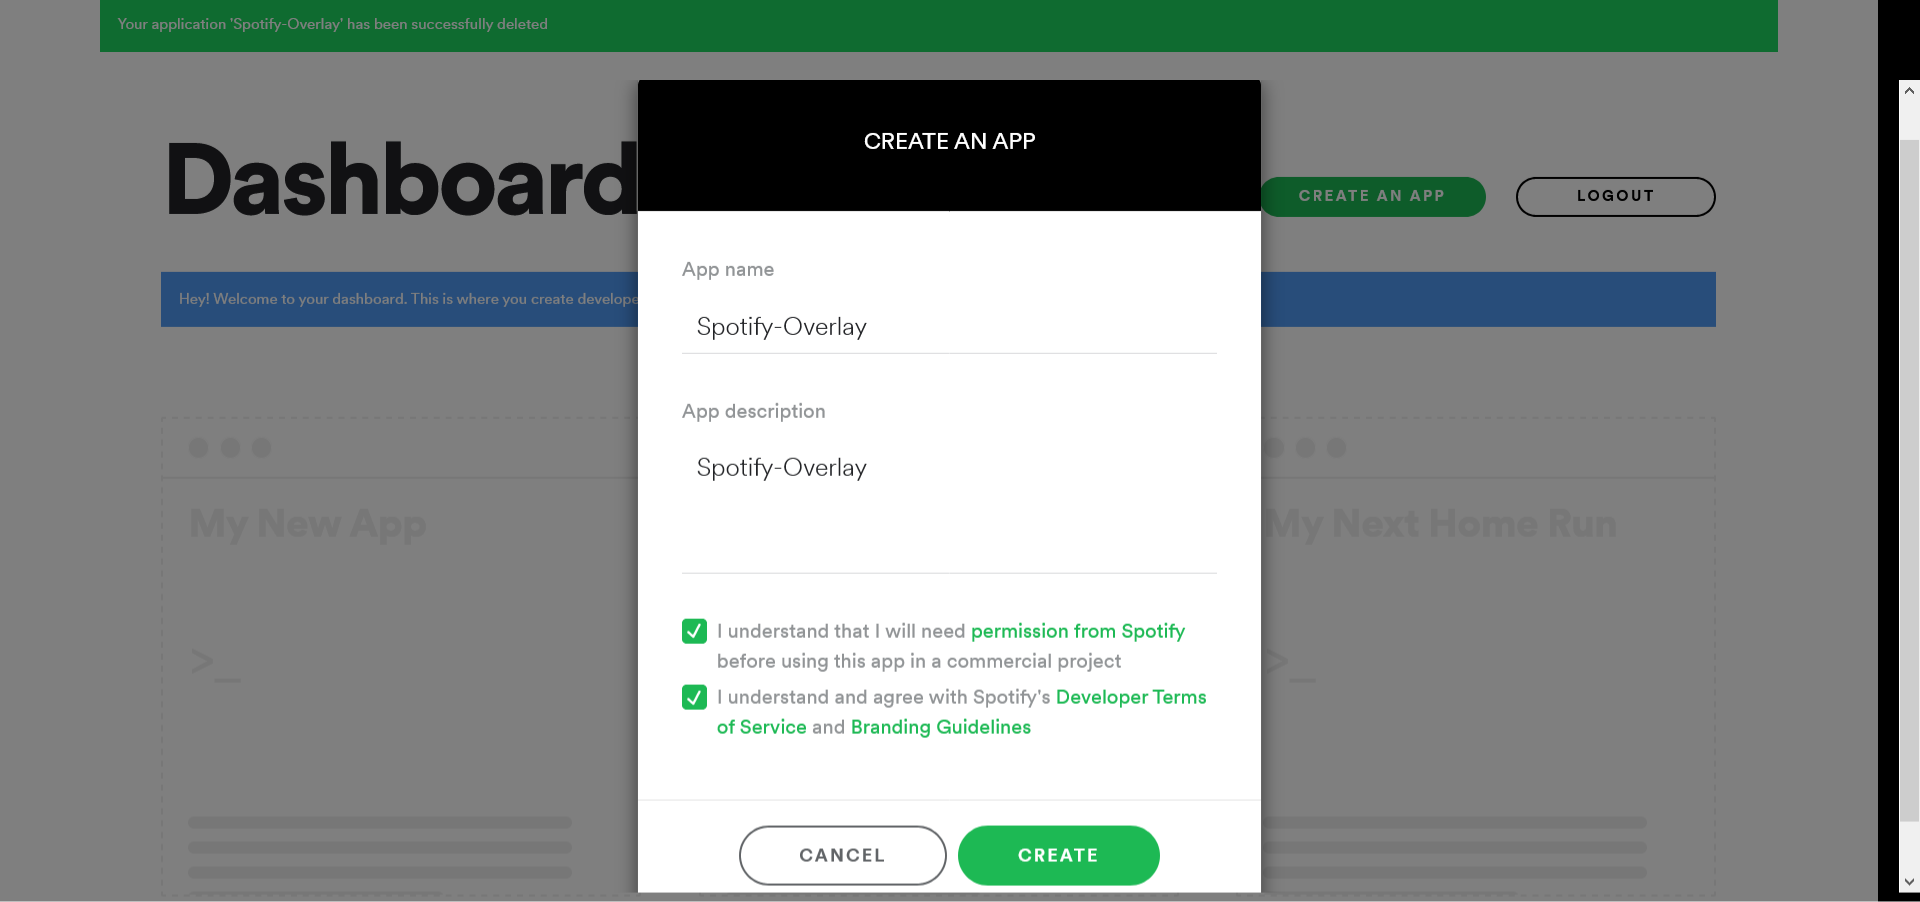 Your application 'Spotify-Overlay' has been successfully deleted
CREATE AN APP
Dashboard
CREATE AN APP
LOGOUT
Hey! Welcome to your dashboard. This is where you create
App name
Spotify-Overlay
App description
Spotify-Overlay
My New App
My Next Home Run
I understand that I will need permission from Spotify
before using this app in a commercial project
>_
>_
I understand and agree with Spotify's Developer Terms
of Service and Branding Guidelines
CANCEL
CREATE